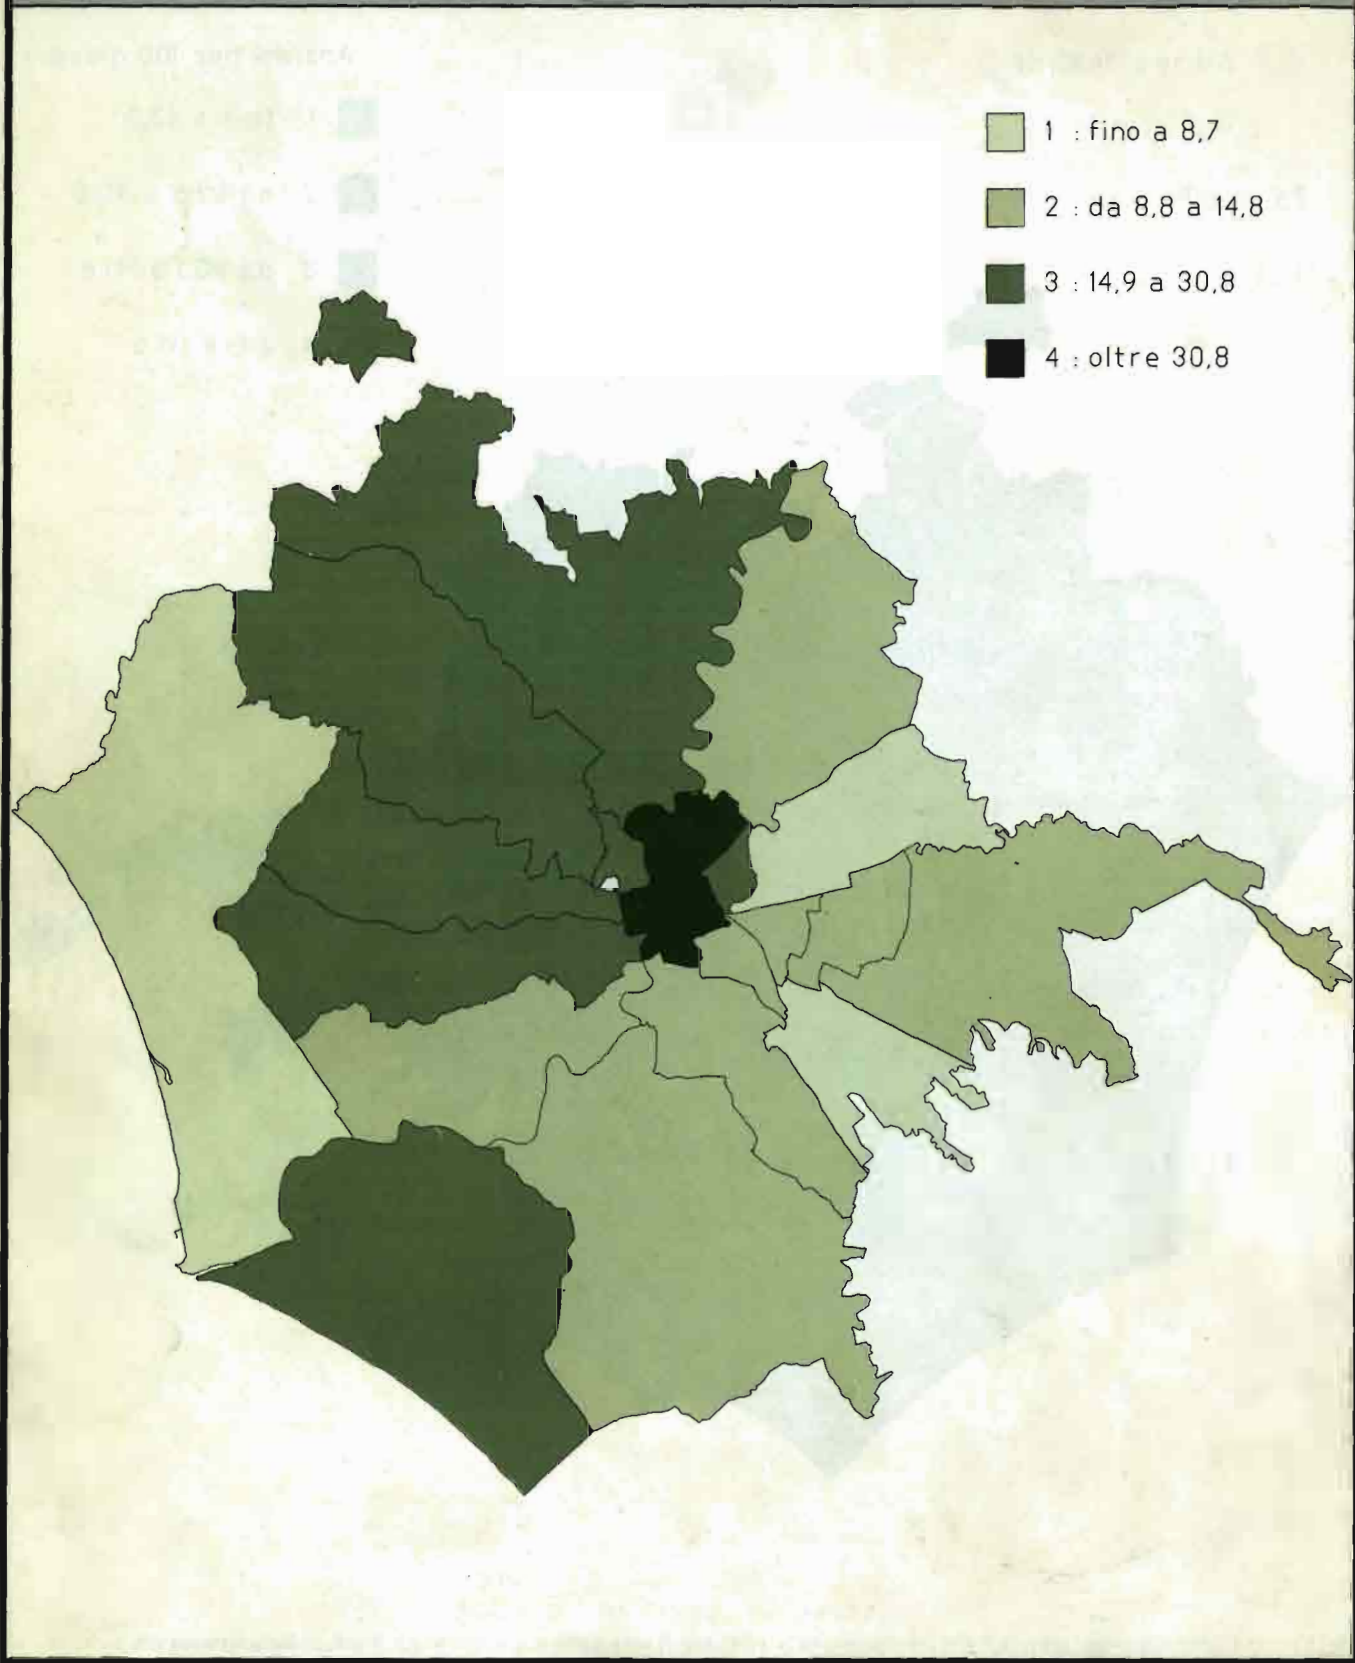 1 : fino a 8,7
2 : da 8,8 a 14,8
3 : 14,9 a 30,8
4 : oltre 30,8